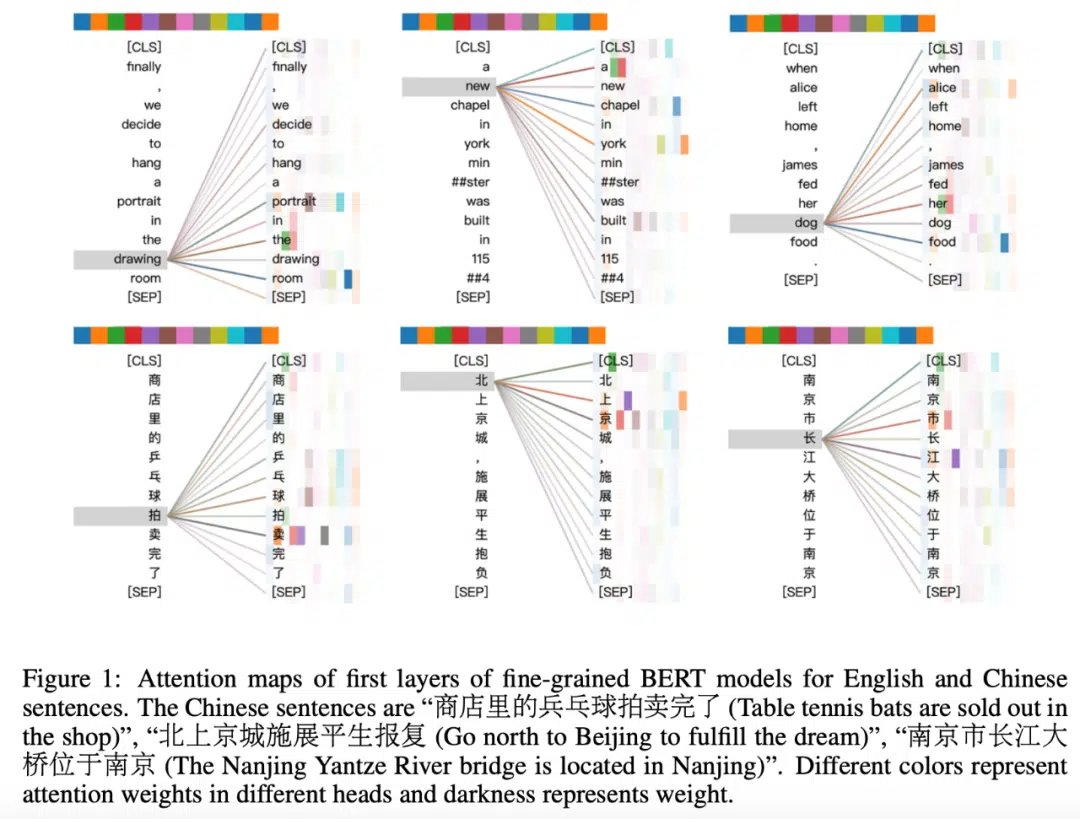 [CLS] [CLS]
finally finally
, ,
we we
decide decide
to to
hang hang
a a
portrait portrait
in in
the the
drawing drawing
room room
[SEP] [SEP]
[CLS] [CLS]
a a
new new
chapel chapel
in in
york york
min min
##ster ##ster
was was
built built
in in
115 115
##4 ##4
[SEP] [SEP]
[CLS] [CLS]
when when
alice alice
left left
home home
, ,
james james
fed fed
her her
dog dog
food food
. .
[SEP] [SEP]
[CLS] [CLS]
商 商
店 店
里 里
的 的
乒 乒
乓 乓
球 球
拍 拍
卖 卖
完 完
了 了
[SEP] [SEP]
[CLS] [CLS]
北 北
上 上
京 京
城 城
, ,
施 施
展 展
平 平
生 生
抱 抱
负 负
[SEP] [SEP]
[CLS] [CLS]
南 南
京 京
市 市
长 长
江 江
大 大
桥 桥
位 位
于 于
南 南
京 京
[SEP] [SEP]
Figure 1: Attention maps of first layers of fine-grained BERT models for English and Chinese
sentences. The Chinese sentences are “商店里的兵乓球拍卖完了 (Table tennis bats are sold out in
the shop)”, “北上京城施展平生报复 (Go north to Beijing to fulfill the dream)”, “南京市长江大
桥位于南京 (The Nanjing Yantze River bridge is located in Nanjing)”. Different colors represent
attention weights in different heads and darkness represents weight.